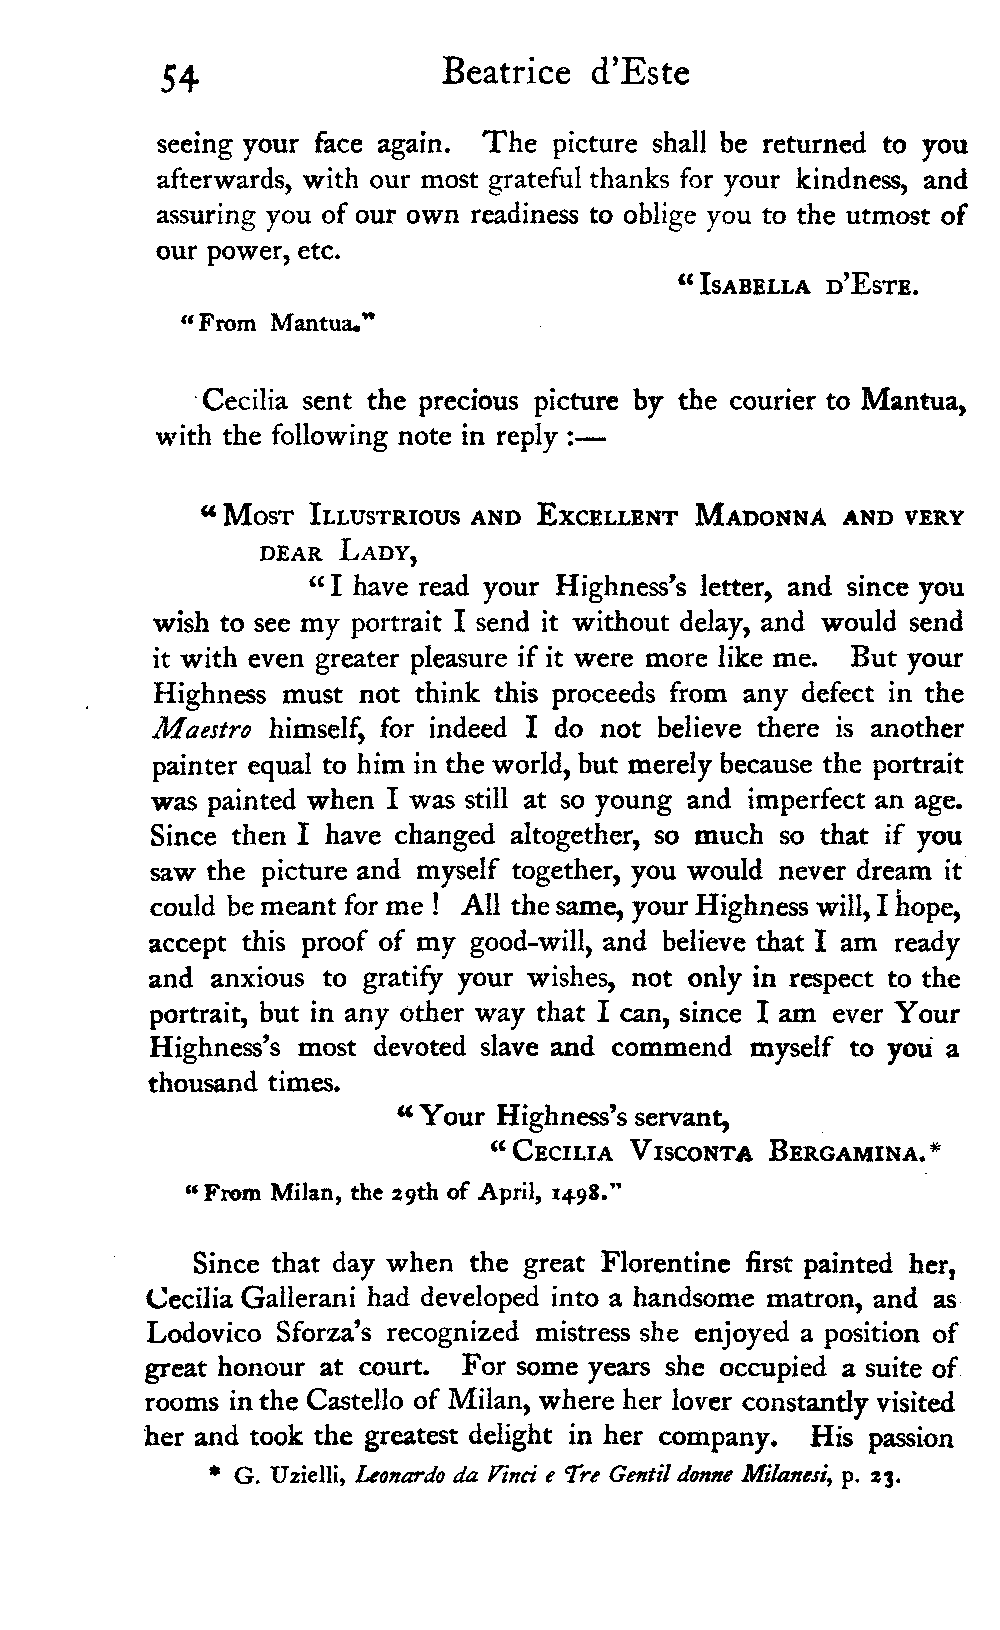 54 Beatrice d'Este
seeing your face again. The picture shall be returned to you
afterwards, with our most grateful thanks for your kindness, and
assuring you of our own readiness to oblige you to the utmost of
our power, etc.
"ISABELLA D'ESTE.
"From Mantua."
Cecilia sent the precious picture by the courier to Mantua,
with the following note in reply :—
"MOST ILLUSTRIOUS AND EXCELLENT MADONNA AND VERY
DEAR LADY,
"I have read your Highness's letter, and since you
wish to see my portrait I send it without delay, and would send
it with even greater pleasure if it were more like me. But your
Highness must not think this proceeds from any defect in the
Maestro himself, for indeed I do not believe there is another
painter equal to him in the world, but merely because the portrait
was painted when I was still at so young and imperfect an age.
Since then I have changed altogether, so much so that if you
saw the picture and myself together, you would never dream it
could be meant for me ! All the same, your Highness will, I hope,
accept this proof of my good-will, and believe that I am ready
and anxious to gratify your wishes, not only in respect to the
portrait, but in any other way that I can, since I am ever Your
Highness's most devoted slave and commend myself to you a
thousand times.
"Your Highness's servant,
"CECILIA VISCONTA BERGAMINA.*
"From Milan, the 29th of April, 1498."
Since that day when the great Florentine first painted her,
Cecilia Gallerani had developed into a handsome matron, and as
Lodovico Sforza's recognized mistress she enjoyed a position of
great honour at court. For some years she occupied a suite of
rooms in the Castello of Milan, where her lover constantly visited
her and took the greatest delight in her company. His passion
* G. Uzielli, Leonardo da Vinci e Tre Gentil donne Milanesi, p. 23.